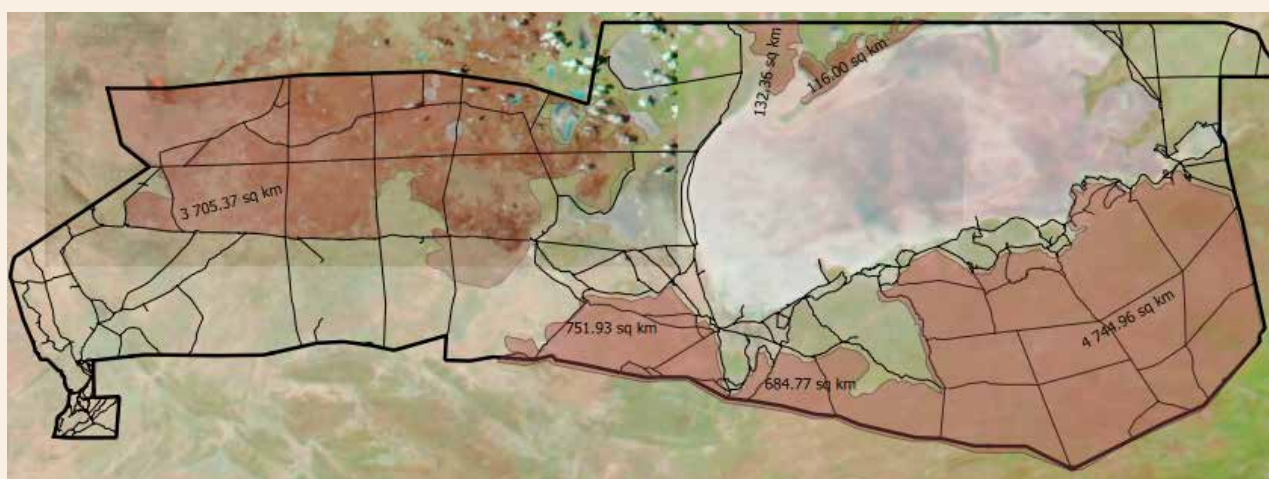 132.36 sq km
116.00 sq km
3 705.37 sq km
751.93 sq km
684.77 sq km
4 744.96 sq km